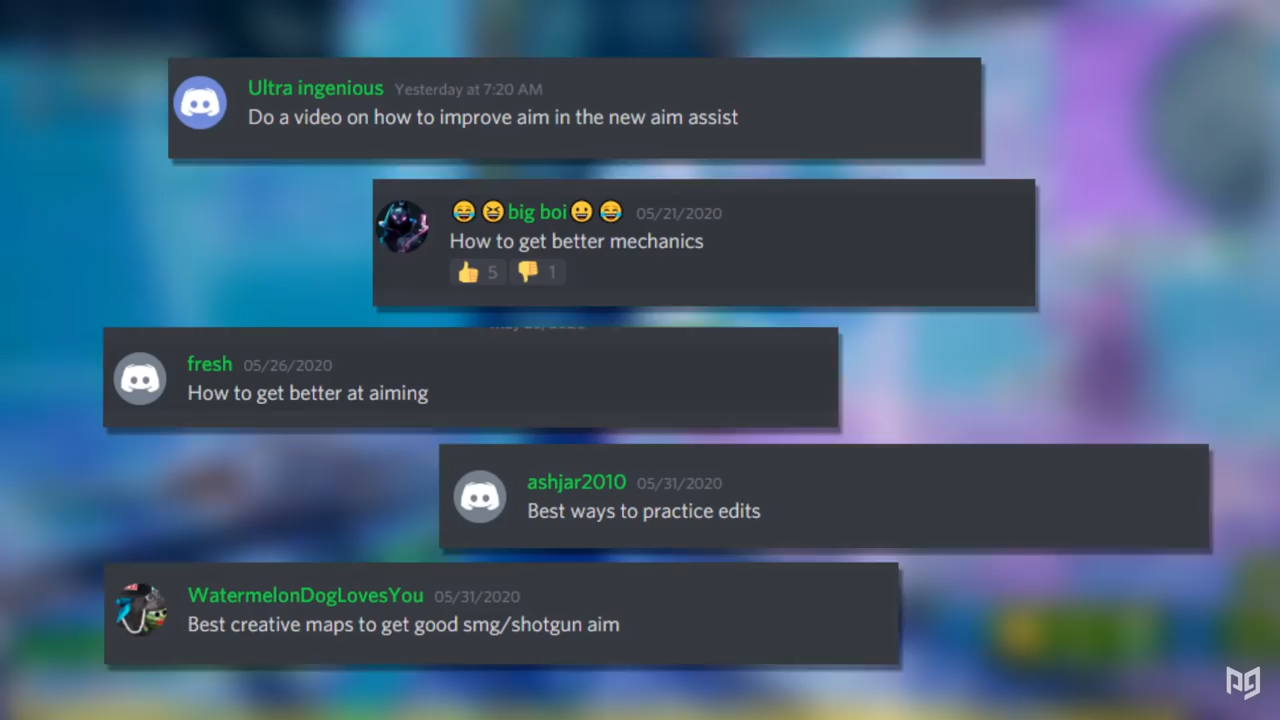 Ultra ingenious Yesterday at 7:20 AM
Do a video on how to improve aim in the new aim assist
😂😆big boi😀😂 05/21/2020
How to get better mechanics
👍 5 👎 1
fresh 05/26/2020
How to get better at aiming
ashjar2010 05/31/2020
Best ways to practice edits
WatermelonDogLovesYou 05/31/2020
Best creative maps to get good smg/shotgun aim